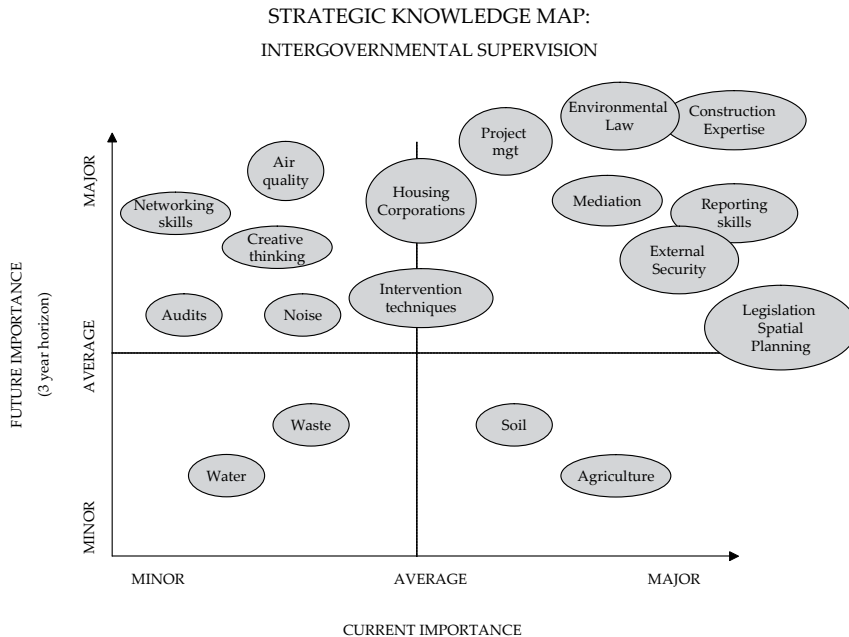 STRATEGIC KNOWLEDGE MAP:
INTERGOVERNMENTAL SUPERVISION
Environmental
Law
Construction
Expertise
Project
mgt
Air
quality
Housing
Corporations
Mediation
Networking
skills
Reporting
skills
Creative
thinking
External
Security
Intervention
techniques
Audits
Noise
Legislation
Spatial
Planning
Waste
Soil
Water
Agriculture
FUTURE IMPORTANCE
(3 year horizon)
MAJOR
AVERAGE
MINOR
MINOR
AVERAGE
MAJOR
CURRENT IMPORTANCE